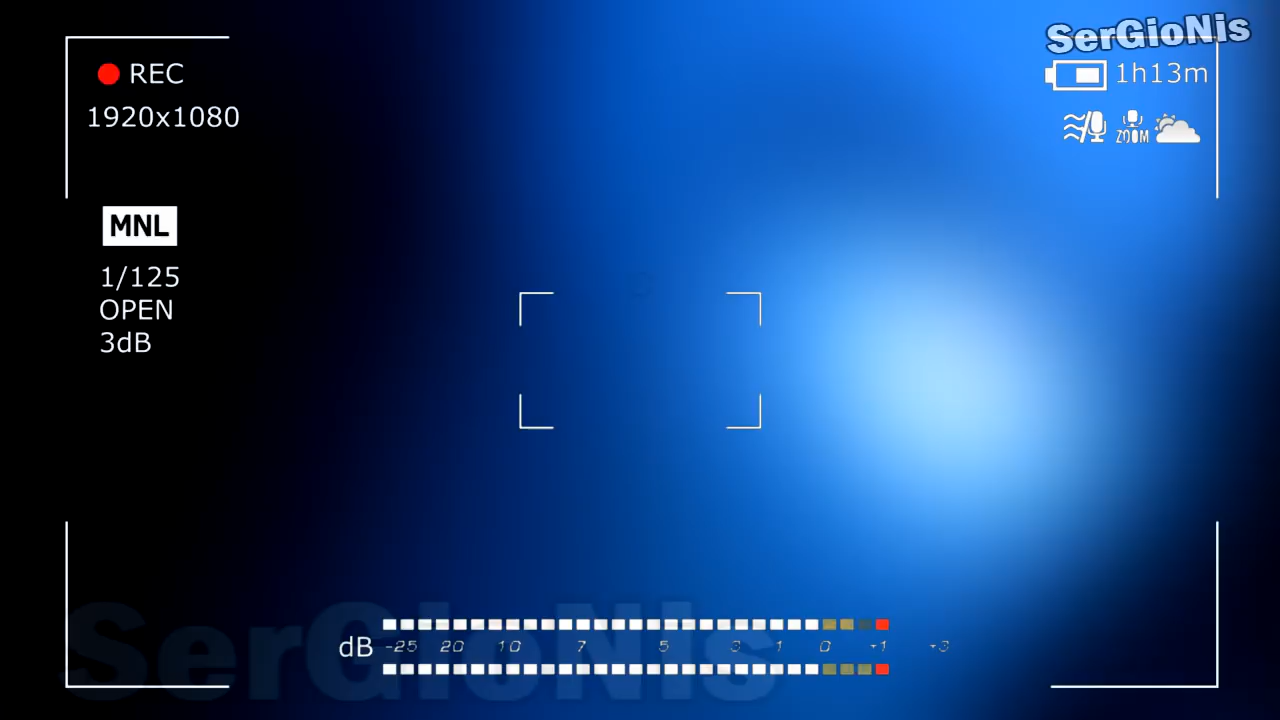 SerGioNis
REC
1h13m
1920x1080
ZOOM
MNL
1/125
OPEN
3dB
SerGioNis
dB -25 20 10 7 5 3 1 0 +1 +3